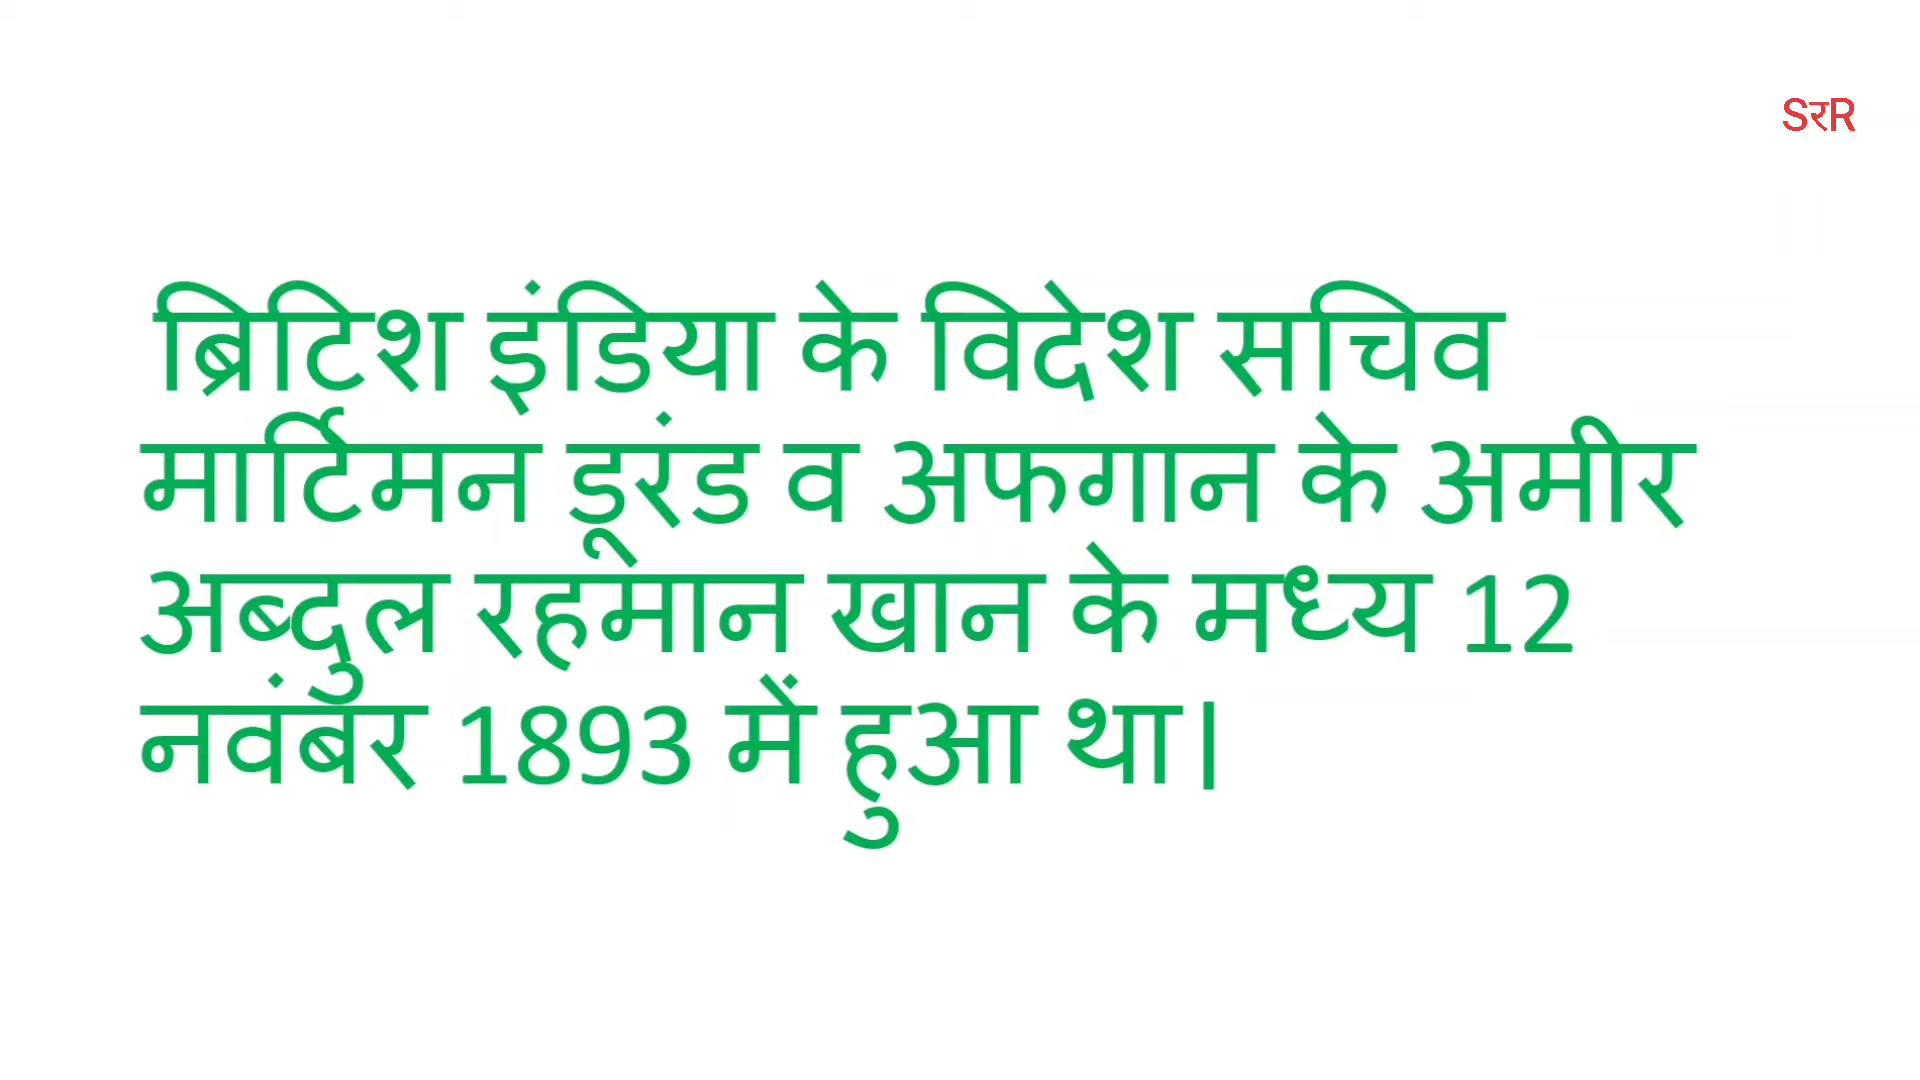 SरR
ब्रिटिश इंडिया के विदेश सचिव
मार्टिमन डूरंड व अफगान के अमीर
अब्दुल रहमान खान के मध्य 12
नवंबर 1893 में हुआ था।